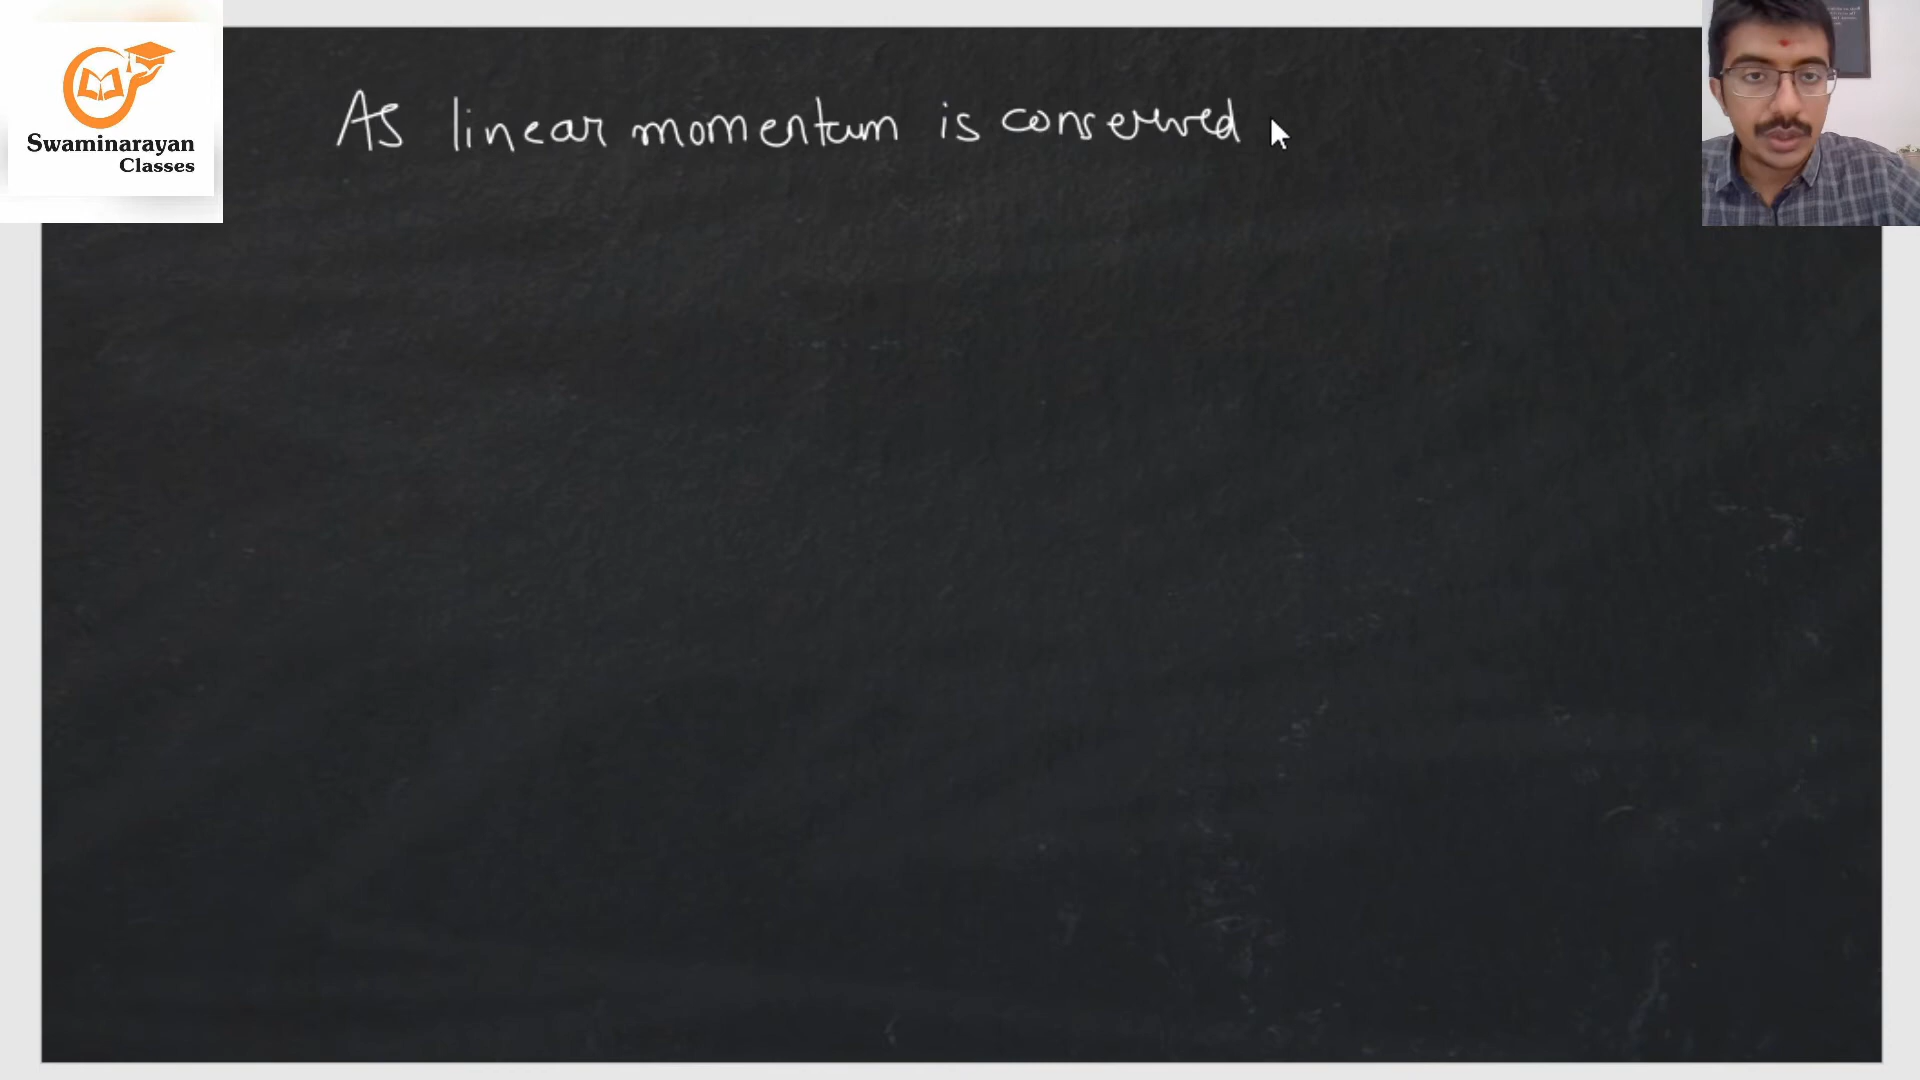 Swaminarayan
Classes
As linear momentum is conserved